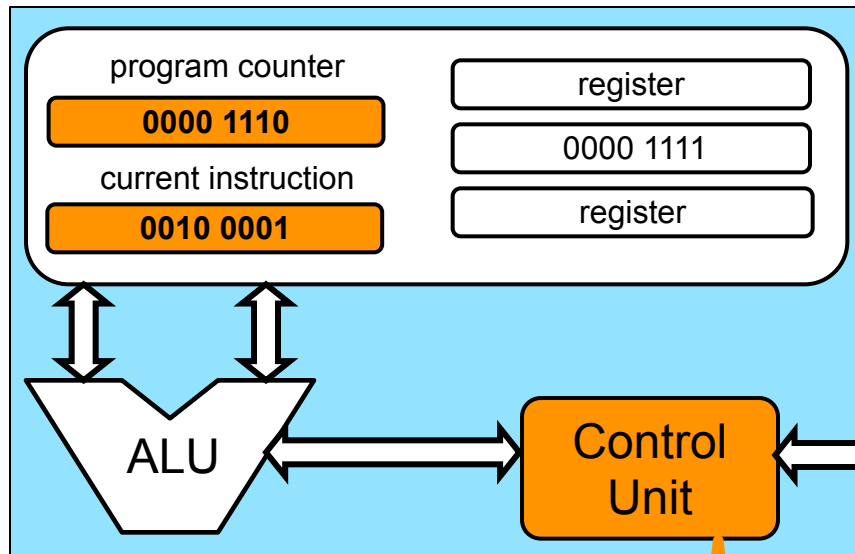 program counter
0000 1110
current instruction
0010 0001
register
0000 1111
register
ALU
Control
Unit